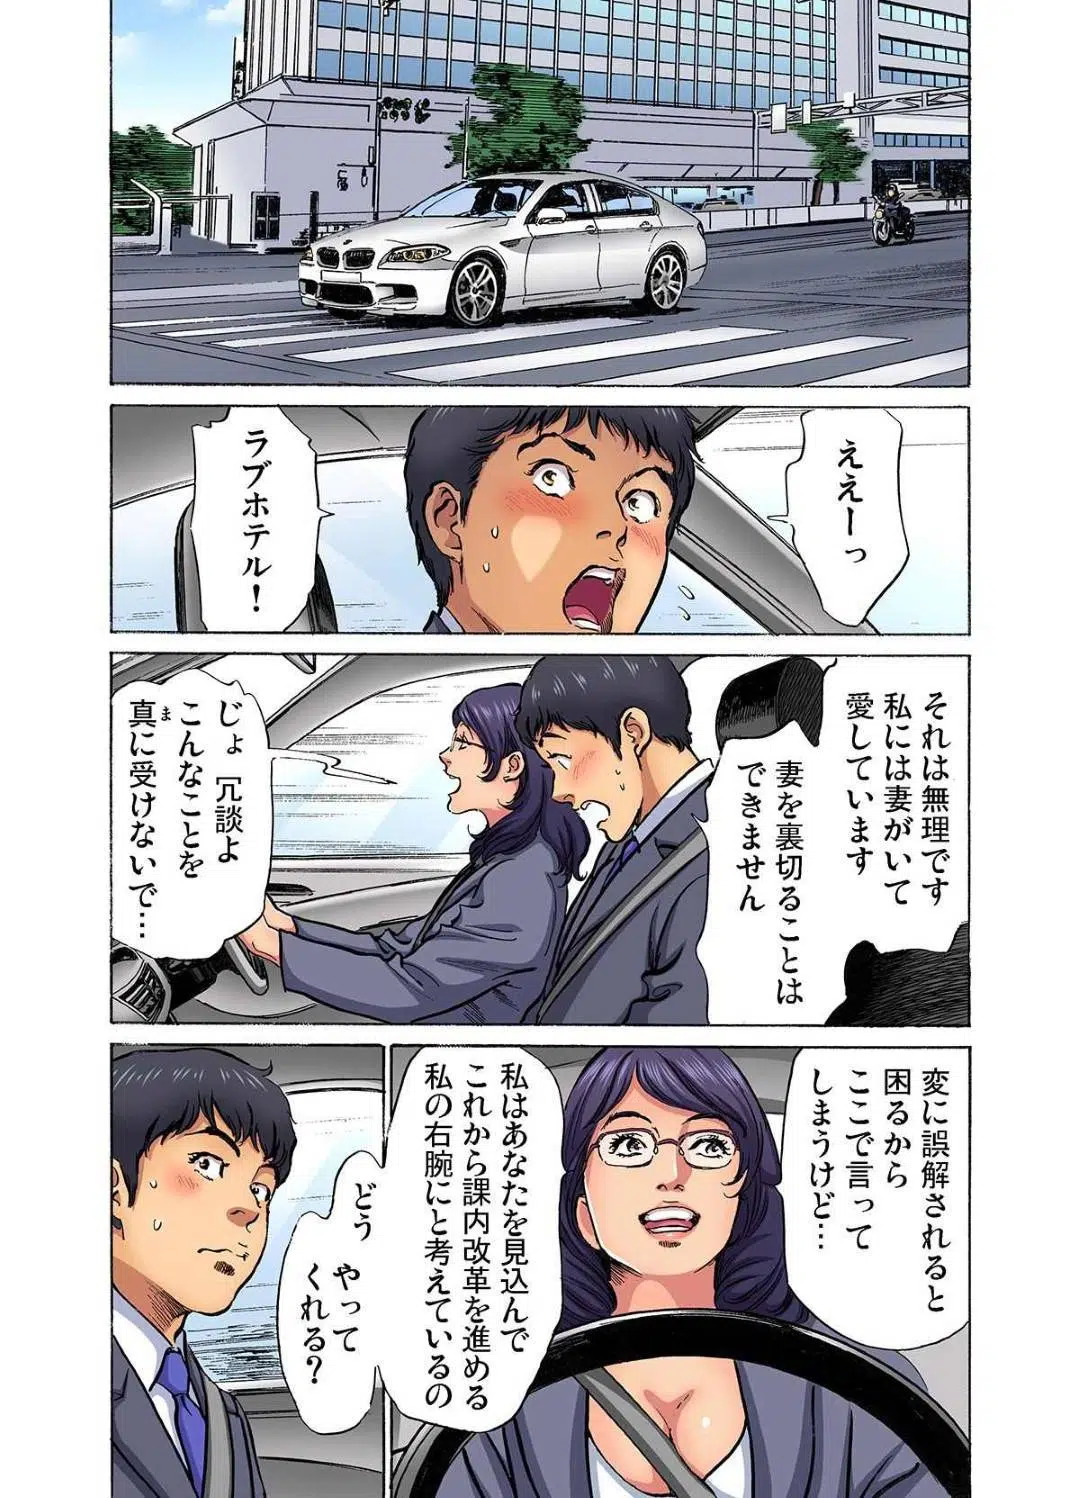 ええーっ
ラブホテル!
それは無理です
私には妻がいて
愛しています
妻を裏切ることは
できません
じょ 冗談よ
こんなことを
真に受けないで…
ま
変に誤解されると
困るから
ここで言って
しまうけど…
私はあなたを見込んで
これから課内改革を進める
私の右腕にと考えているの
どう やって
くれる?